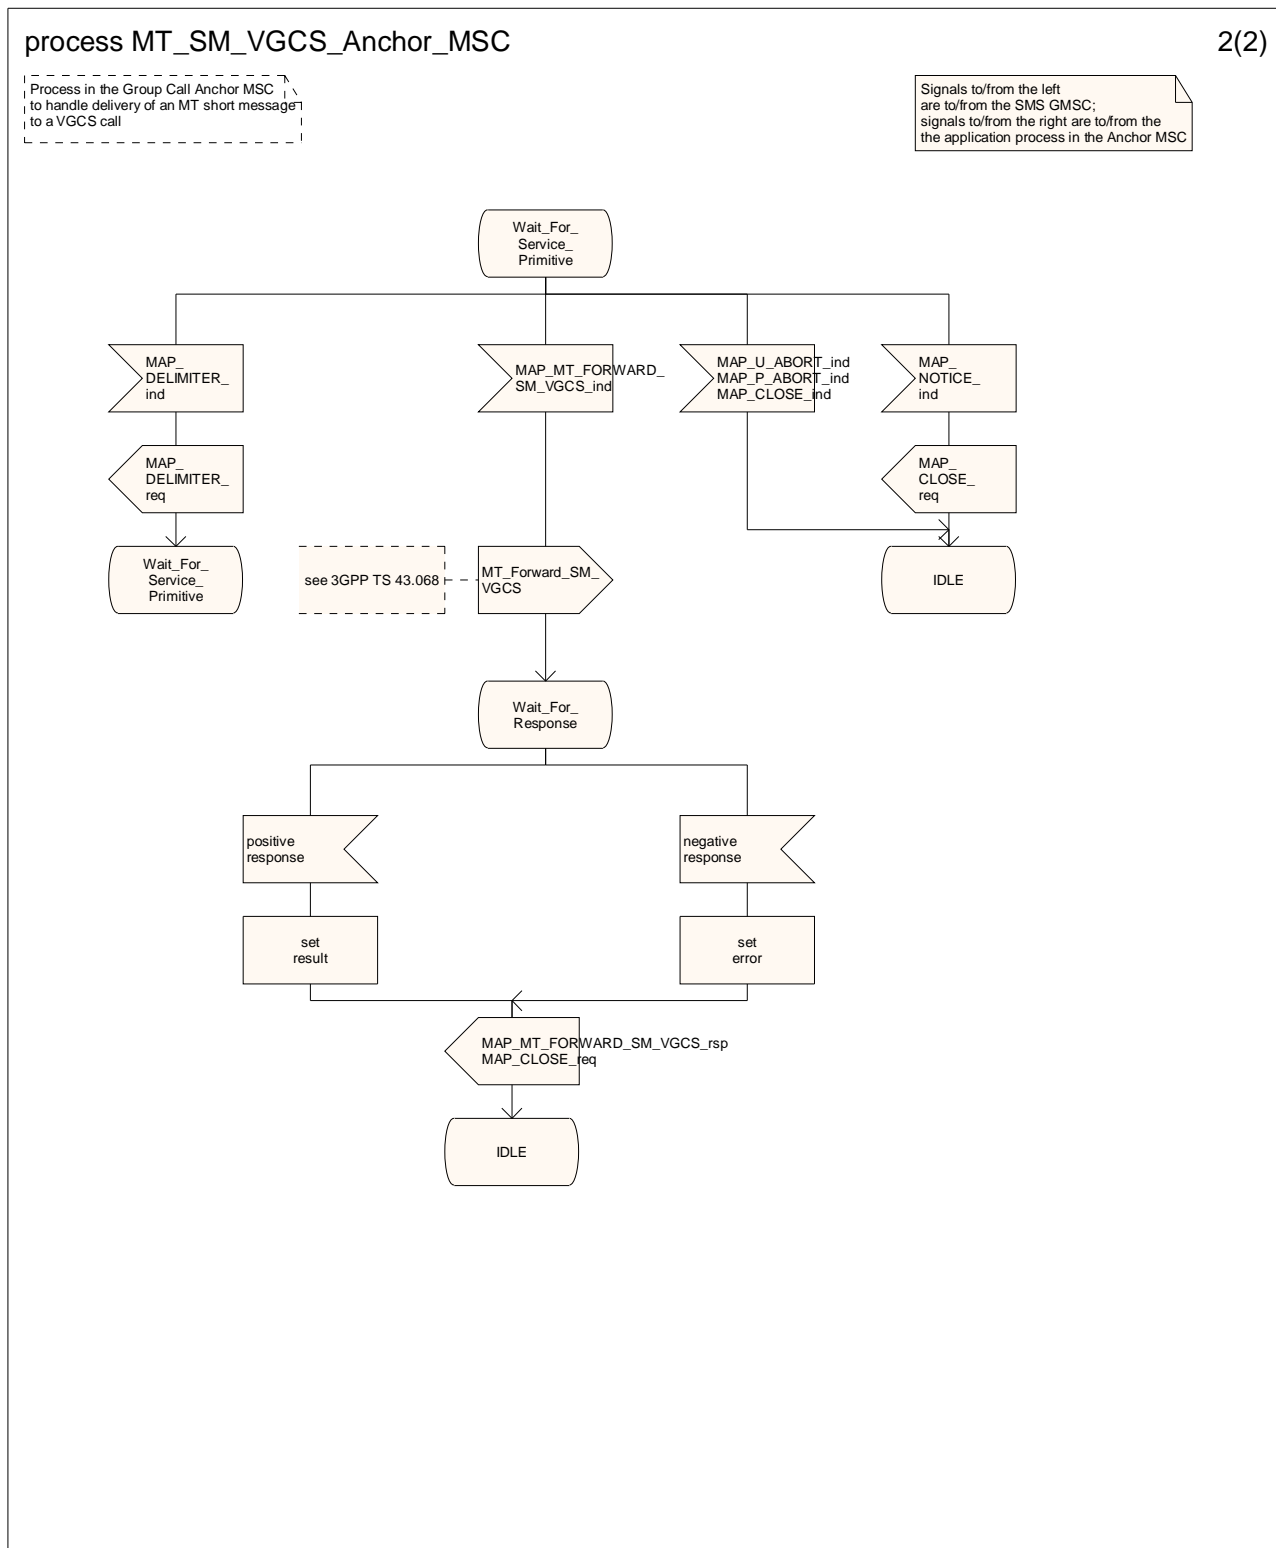 process MT_SM_VGCS_Anchor_MSC
2(2)
Process in the Group Call Anchor MSC
to handle delivery of an MT short message
to a VGCS call
Signals to/from the left
are to/from the SMS GMSC;
signals to/from the right are to/from the
the application process in the Anchor MSC
Wait_For_
Service_
Primitive
MAP_
DELIMITER_
ind
MAP_MT_FORWARD_
SM_VGCS_ind
MAP_U_ABORT_ind
MAP_P_ABORT_ind
MAP_CLOSE_ind
MAP_
NOTICE_
ind
MAP_
DELIMITER_
req
MAP_
CLOSE_
req
Wait_For_
Service_
Primitive
see 3GPP TS 43.068
MT_Forward_SM_
VGCS
IDLE
Wait_For_
Response
positive
response
negative
response
set
result
set
error
MAP_MT_FORWARD_SM_VGCS_rsp
MAP_CLOSE_req
IDLE